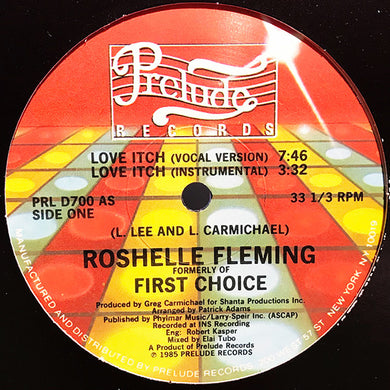 Prelude
RECORDS
LOVE ITCH (VOCAL VERSION) 7:46
LOVE ITCH (INSTRUMENTAL) 3:32
PRL D700 AS
SIDE ONE
33 1/3 RPM
(L. LEE AND L. CARMICHAEL)
ROSHELLE FLEMING
FORMERLY OF
FIRST CHOICE
Produced by Greg Carmichael for Shanta Productions Inc.
Arranged by Patrick Adams
Published by Phylmar Music/Larry-Speir Inc. (ASCAP)
Recorded at INS Recording
Eng: Robert Kasper
Mixed by Elai Tubo
A Product of Prelude Records
© 1985 PRELUDE RECORDS
MANUFACTURED AND DISTRIBUTED BY PRELUDE RECORDS 57 ST NEW YORK, NY 10019